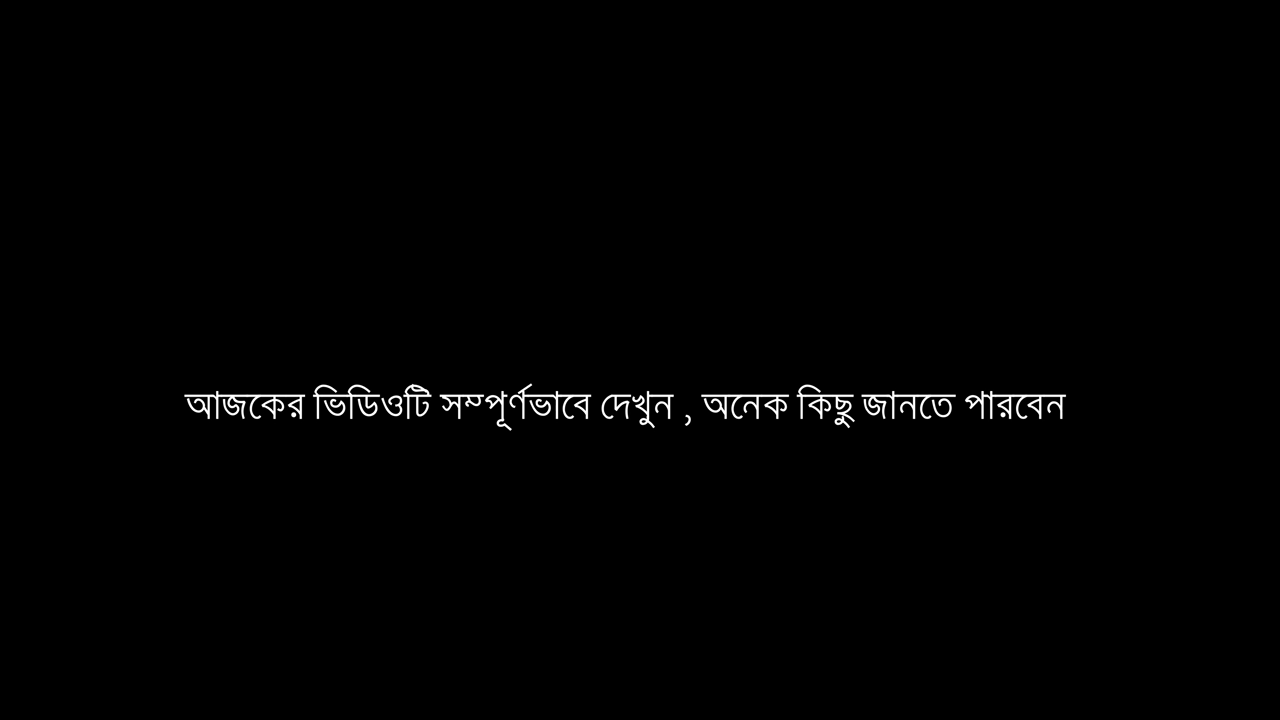 আজকের ভিডিওটি সম্পূর্ণভাবে দেখুন , অনেক কিছু জানতে পারবেন